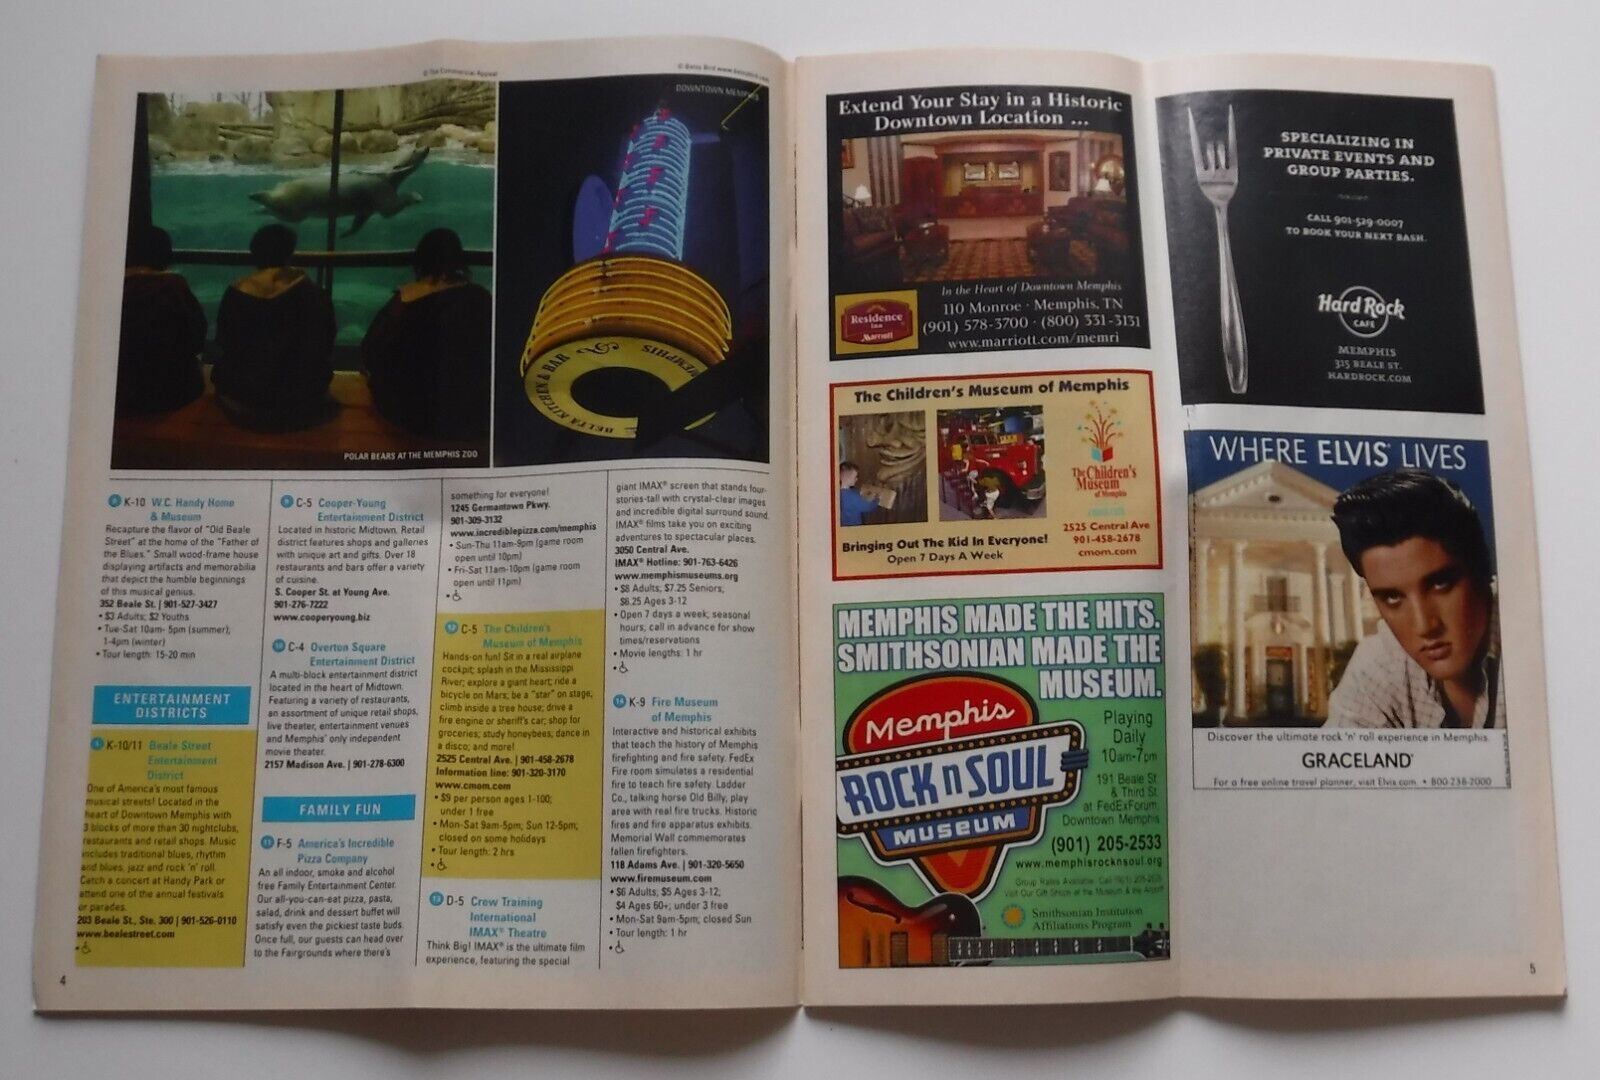 © The Commercial Appeal
DOWNTOWN MEMPHIS
DELTA KITCHEN & BAR
MEMPHIS
POLAR BEARS AT THE MEMPHIS ZOO
K-10 W.C. Handy Home
& Museum
Recapture the flavor of "Old Beale
Street" at the home of the "Father of
the Blues." Small wood-frame house
displaying artifacts and memorabilia
that depict the humble beginnings
of this musical genius.
352 Beale St. | 901-527-3427
• $3 Adults; $2 Youths
• Tue-Sat 10am- 5pm (summer),
1-4pm (winter)
• Tour length: 15-20 min
ENTERTAINMENT
DISTRICTS
K-10/11 Beale Street
Entertainment
District
One of America's most famous
musical streets! Located in the
heart of Downtown Memphis with
3 blocks of more than 30 nightclubs,
restaurants and retail shops. Music
includes traditional blues, rhythm
and blues, jazz and rock 'n' roll.
Catch a concert at Handy Park or
attend one of the annual festivals
or parades.
203 Beale St., Ste. 300 | 901-526-0110
www.bealestreet.com
4
9 C-5 Cooper-Young
Entertainment District
Located in historic Midtown. Retail
district features shops and galleries
with unique art and gifts. Over 18
restaurants and bars offer a variety
of cuisine.
S. Cooper St. at Young Ave.
901-276-7222
www.cooperyoung.biz
10 C-4 Overton Square
Entertainment District
A multi-block entertainment district
located in the heart of Midtown.
Featuring a variety of restaurants,
an assortment of unique retail shops,
live theater, entertainment venues
and Memphis' only independent
movie theater.
2157 Madison Ave. | 901-278-6300
FAMILY FUN
11 F-5 America's Incredible
Pizza Company
An all indoor, smoke and alcohol
free Family Entertainment Center.
Our all-you-can-eat pizza, pasta,
salad, drink and dessert buffet will
satisfy even the pickiest taste buds.
Once full, our guests can head over
to the Fairgrounds where there's
something for everyone!
1245 Germantown Pkwy.
901-309-3132
www.incrediblepizza.com/memphis
• Sun-Thu 11am-9pm (game room
open until 10pm)
• Fri-Sat 11am-10pm (game room
open until 11pm)
12 C-5 The Children's
Museum of Memphis
Hands-on fun! Sit in a real airplane
cockpit; splash in the Mississippi
River; explore a giant heart; ride a
bicycle on Mars; be a "star" on stage,
climb inside a tree house; drive a
fire engine or sheriff's car; shop for
groceries; study honeybees; dance in
a disco; and more!
2525 Central Ave. | 901-458-2678
Information line: 901-320-3170
www.cmom.com
• $9 per person ages 1-100;
under 1 free
• Mon-Sat 9am-5pm; Sun 12-5pm;
closed on some holidays
• Tour length: 2 hrs
13 D-5 Crew Training
International
IMAX® Theatre
Think Big! IMAX® is the ultimate film
experience, featuring the special
giant IMAX® screen that stands four-
stories-tall with crystal-clear images
and incredible digital surround sound.
IMAX® films take you on exciting
adventures to spectacular places.
3050 Central Ave.
IMAX® Hotline: 901-763-6426
www.memphismuseums.org
• $8 Adults; $7.25 Seniors;
$6.25 Ages 3-12
• Open 7 days a week; seasonal
hours; call in advance for show
times/reservations
• Movie lengths: 1 hr
14 K-9 Fire Museum
of Memphis
Interactive and historical exhibits
that teach the history of Memphis
firefighting and fire safety. FedEx
Fire room simulates a residential
fire to teach fire safety. Ladder
Co., talking horse Old Billy, play
area with real fire trucks. Historic
fires and fire apparatus exhibits.
Memorial Wall commemorates
fallen firefighters.
118 Adams Ave. | 901-320-5650
www.firemuseum.com
• $6 Adults; $5 Ages 3-12,
$4 Ages 60+; under 3 free
• Mon-Sat 9am-5pm; closed Sun
• Tour length: 1 hr
Extend Your Stay in a Historic
Downtown Location ...
In the Heart of Downtown Memphis
Residence
Inn
Marriott
110 Monroe · Memphis, TN
(901) 578-3700 · (800) 331-3131
www.marriott.com/memri
The Children's Museum of Memphis
The Children's
Museum
of Memphis
2525 Central Ave
901-458-2678
cmom.com
Bringing Out The Kid In Everyone!
Open 7 Days A Week
MEMPHIS MADE THE HITS.
SMITHSONIAN MADE THE
MUSEUM.
Memphis
ROCK n SOUL
MUSEUM
Playing
Daily
10am-7pm
191 Beale St
& Third St.
at FedExForum,
Downtown Memphis
(901) 205-2533
www.memphisrocknsoul.org
Smithsonian Institution
Affiliations Program
SPECIALIZING IN
PRIVATE EVENTS AND
GROUP PARTIES.
CALL 901-529-0007
TO BOOK YOUR NEXT BASH.
Hard Rock
CAFE
MEMPHIS
315 BEALE ST.
HARDROCK.COM
WHERE ELVIS® LIVES
Discover the ultimate rock 'n' roll experience in Memphis.
GRACELAND®
For a free online travel planner, visit Elvis.com. • 800-238-2000
5